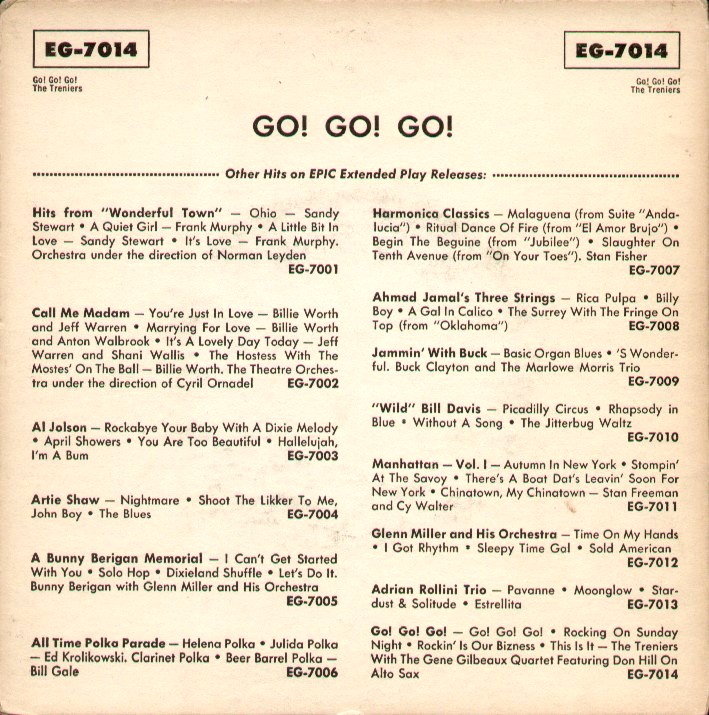 EG-7014
EG-7014
Go! Go! Go!
The Treniers
Go! Go! Go!
The Treniers
GO! GO! GO!
Other Hits on EPIC Extended Play Releases:
Hits from "Wonderful Town" — Ohio — Sandy
Stewart • A Quiet Girl — Frank Murphy • A Little Bit In
Love — Sandy Stewart • It's Love — Frank Murphy.
Orchestra under the direction of Norman Leyden
EG-7001
Call Me Madam — You're Just In Love — Billie Worth
and Jeff Warren • Marrying For Love — Billie Worth
and Anton Walbrook • It's A Lovely Day Today — Jeff
Warren and Shani Wallis • The Hostess With The
Mostes' On The Ball — Billie Worth. The Theatre Orches-
tra under the direction of Cyril Ornadel EG-7002
Al Jolson — Rockabye Your Baby With A Dixie Melody
• April Showers • You Are Too Beautiful • Hallelujah,
I'm A Bum EG-7003
Artie Shaw — Nightmare • Shoot The Likker To Me,
John Boy • The Blues EG-7004
A Bunny Berigan Memorial — I Can't Get Started
With You • Solo Hop • Dixieland Shuffle • Let's Do It.
Bunny Berigan with Glenn Miller and His Orchestra
EG-7005
All Time Polka Parade — Helena Polka • Julida Polka
— Ed Krolikowski. Clarinet Polka • Beer Barrel Polka —
Bill Gale EG-7006
Harmonica Classics — Malaguena (from Suite "Anda-
lucia") • Ritual Dance Of Fire (from "El Amor Brujo") •
Begin The Beguine (from "Jubilee") • Slaughter On
Tenth Avenue (from "On Your Toes"). Stan Fisher
EG-7007
Ahmad Jamal's Three Strings — Rica Pulpa • Billy
Boy • A Gal In Calico • The Surrey With The Fringe On
Top (from "Oklahoma") EG-7008
Jammin' With Buck — Basic Organ Blues • 'S Wonder-
ful. Buck Clayton and The Marlowe Morris Trio
EG-7009
"Wild" Bill Davis — Picadilly Circus • Rhapsody in
Blue • Without A Song • The Jitterbug Waltz
EG-7010
Manhattan — Vol. I — Autumn In New York • Stompin'
At The Savoy • There's A Boat Dat's Leavin' Soon For
New York • Chinatown, My Chinatown — Stan Freeman
and Cy Walter EG-7011
Glenn Miller and His Orchestra — Time On My Hands
• I Got Rhythm • Sleepy Time Gal • Sold American
EG-7012
Adrian Rollini Trio — Pavanne • Moonglow • Star-
dust & Solitude • Estrellita EG-7013
Go! Go! Go! — Go! Go! Go! • Rocking On Sunday
Night • Rockin' Is Our Bizness • This Is It — The Treniers
With The Gene Gilbeaux Quartet Featuring Don Hill On
Alto Sax EG-7014